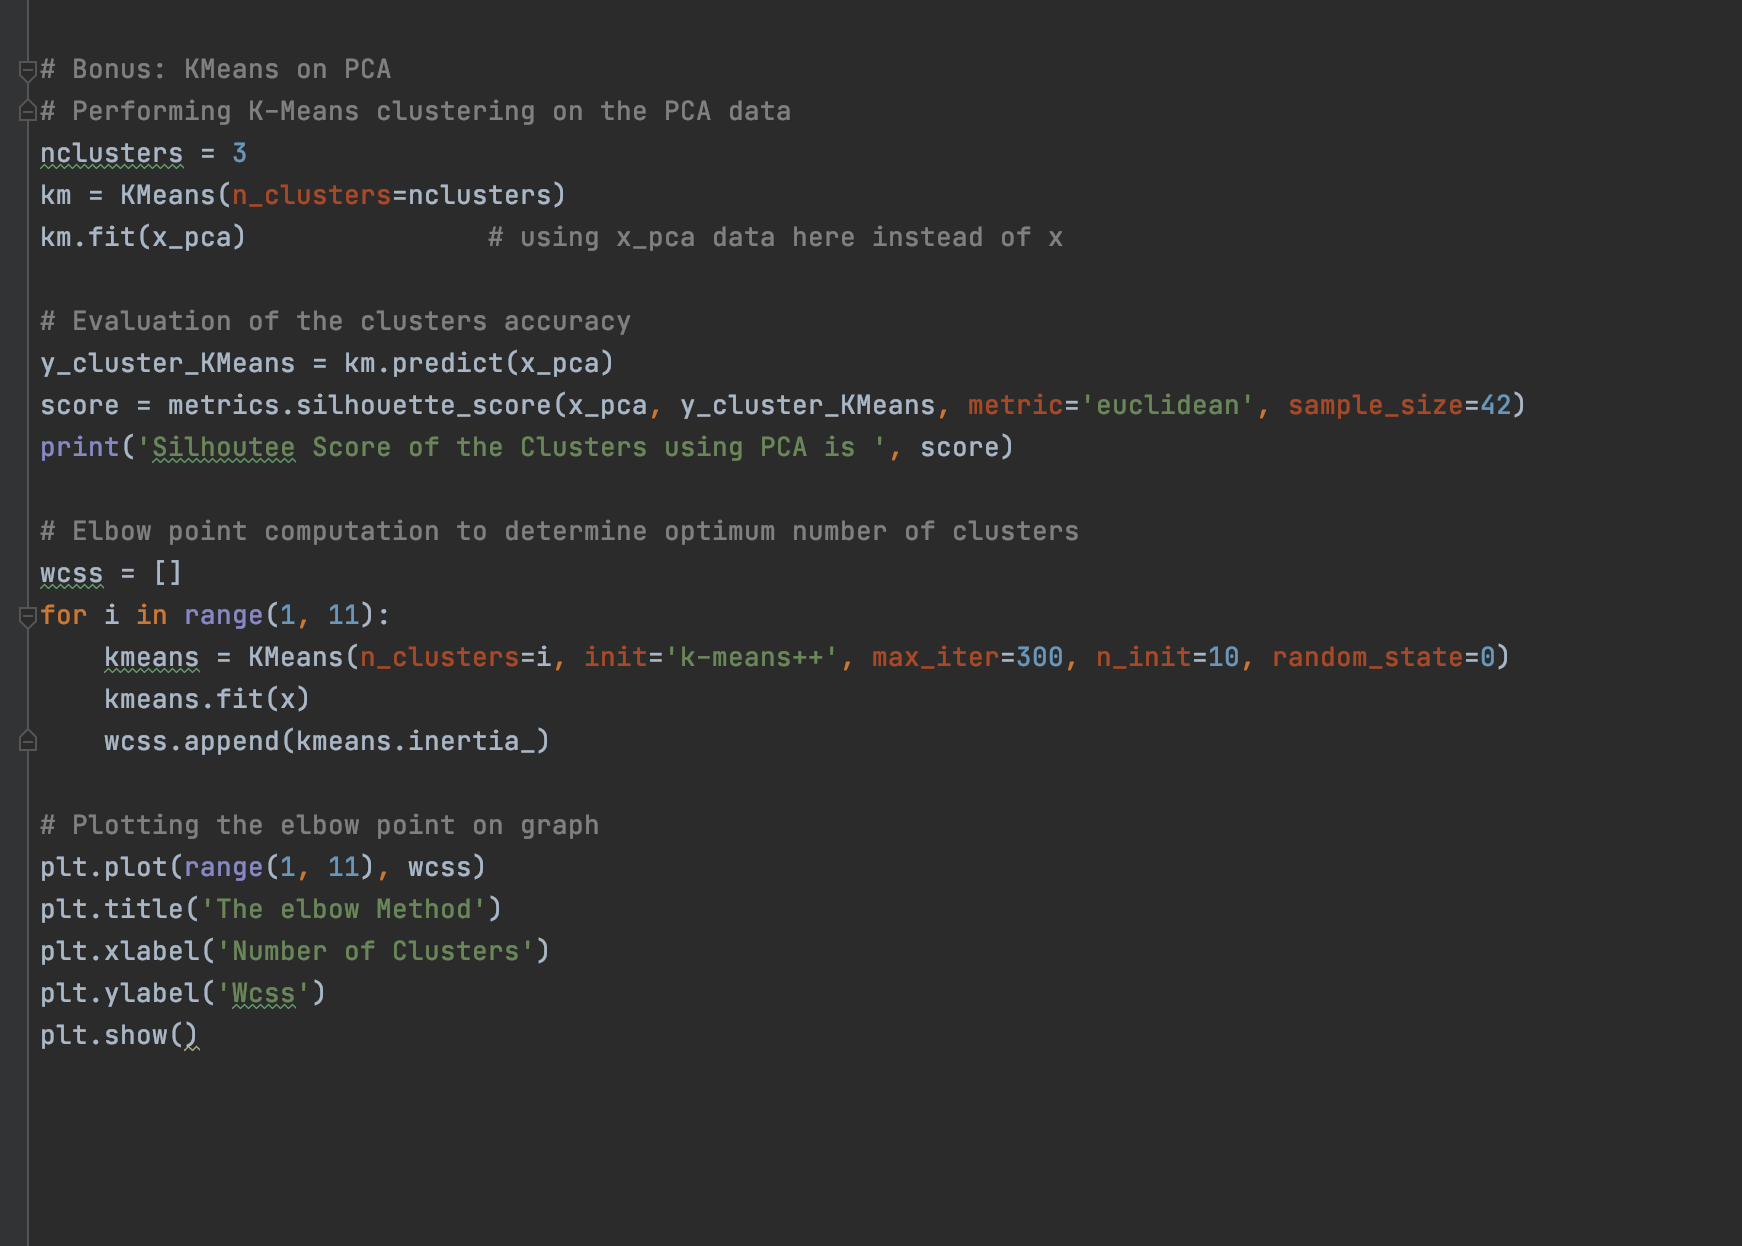 # Bonus: KMeans on PCA
# Performing K-Means clustering on the PCA data
nclusters = 3
km = KMeans(n_clusters=nclusters)
km.fit(x_pca)               # using x_pca data here instead of x
# Evaluation of the clusters accuracy
y_cluster_KMeans = km.predict(x_pca)
score = metrics.silhouette_score(x_pca, y_cluster_KMeans, metric='euclidean', sample_size=42)
print('Silhoutee Score of the Clusters using PCA is ', score)
# Elbow point computation to determine optimum number of clusters
wcss = []
for i in range(1, 11):
    kmeans = KMeans(n_clusters=i, init='k-means++', max_iter=300, n_init=10, random_state=0)
    kmeans.fit(x)
    wcss.append(kmeans.inertia_)
# Plotting the elbow point on graph
plt.plot(range(1, 11), wcss)
plt.title('The elbow Method')
plt.xlabel('Number of Clusters')
plt.ylabel('Wcss')
plt.show()